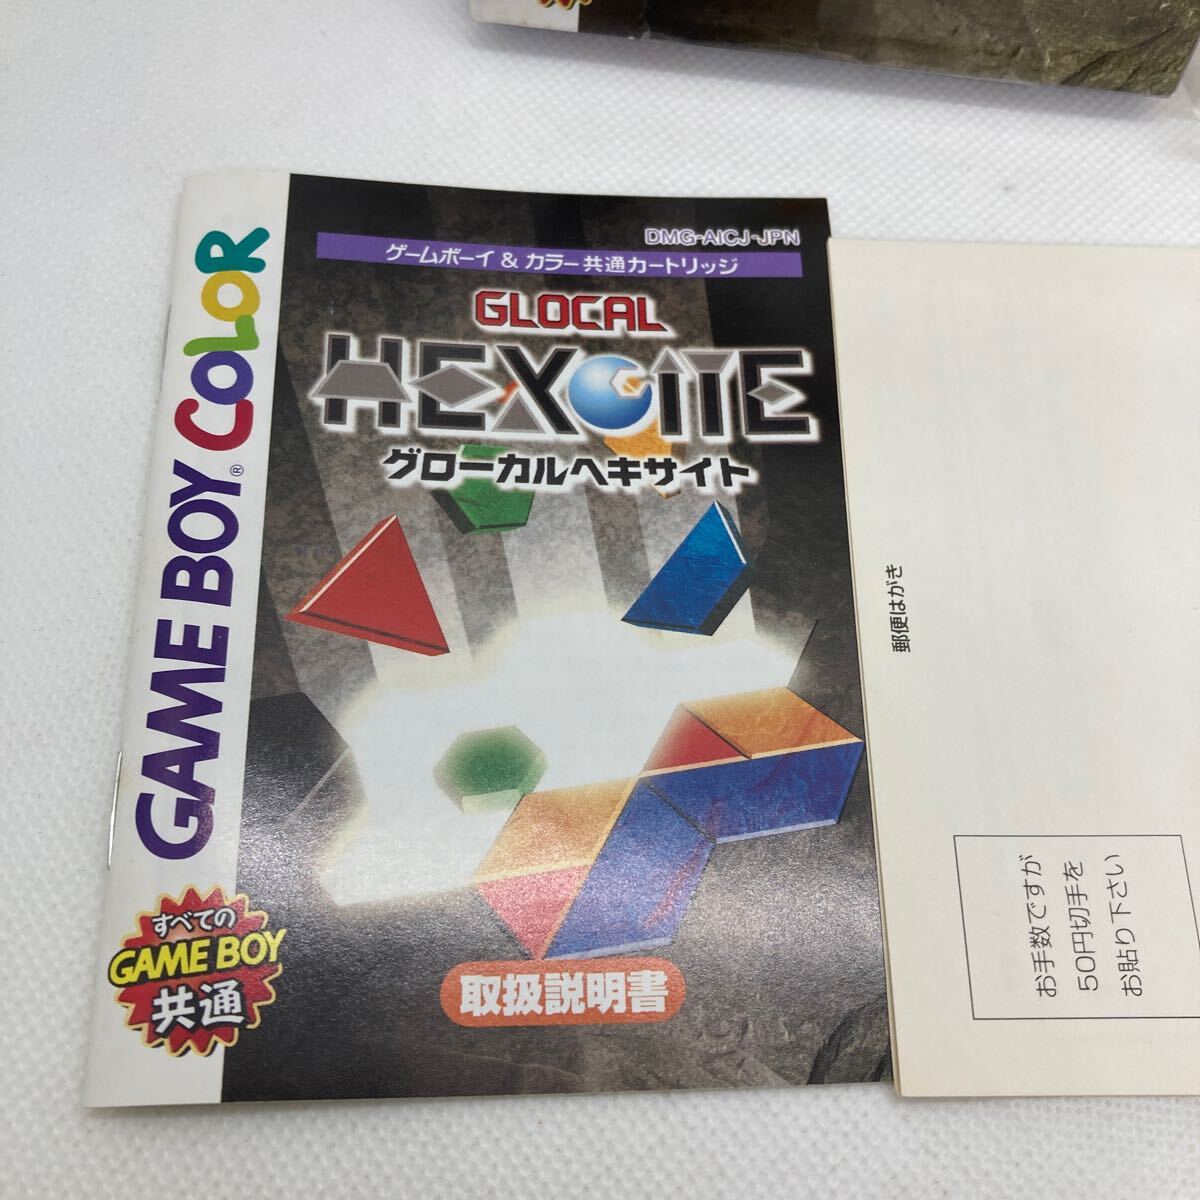 DMG-AICJ-JPN
ゲームボーイ & カラー共通カートリッジ
GLOCAL
HEXCITE
グローカルヘキサイト
GAME BOY® COLOR
すべての
GAME BOY
共通
取扱説明書
郵便はがき
お手数ですが
50円切手を
お貼り下さい